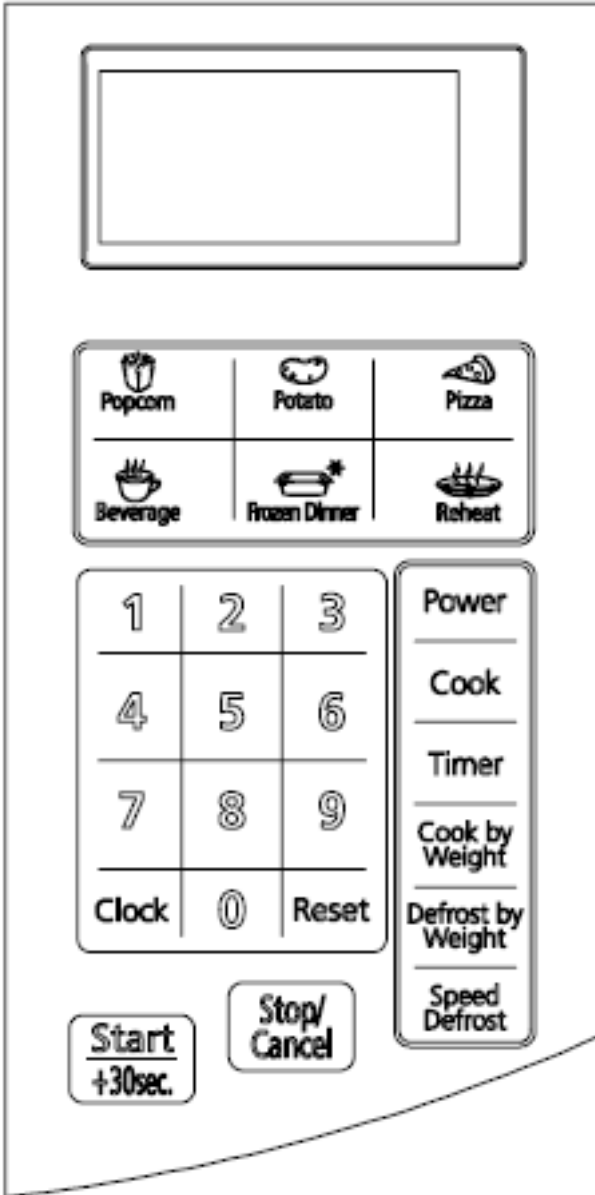 Popcorn Potato Pizza
Beverage Frozen Dinner Reheat
1 2 3
4 5 6
7 8 9
Clock 0 Reset
Power
Cook
Timer
Cook by
Weight
Defrost by
Weight
Speed
Defrost
Stop/
Cancel
Start
+30sec.